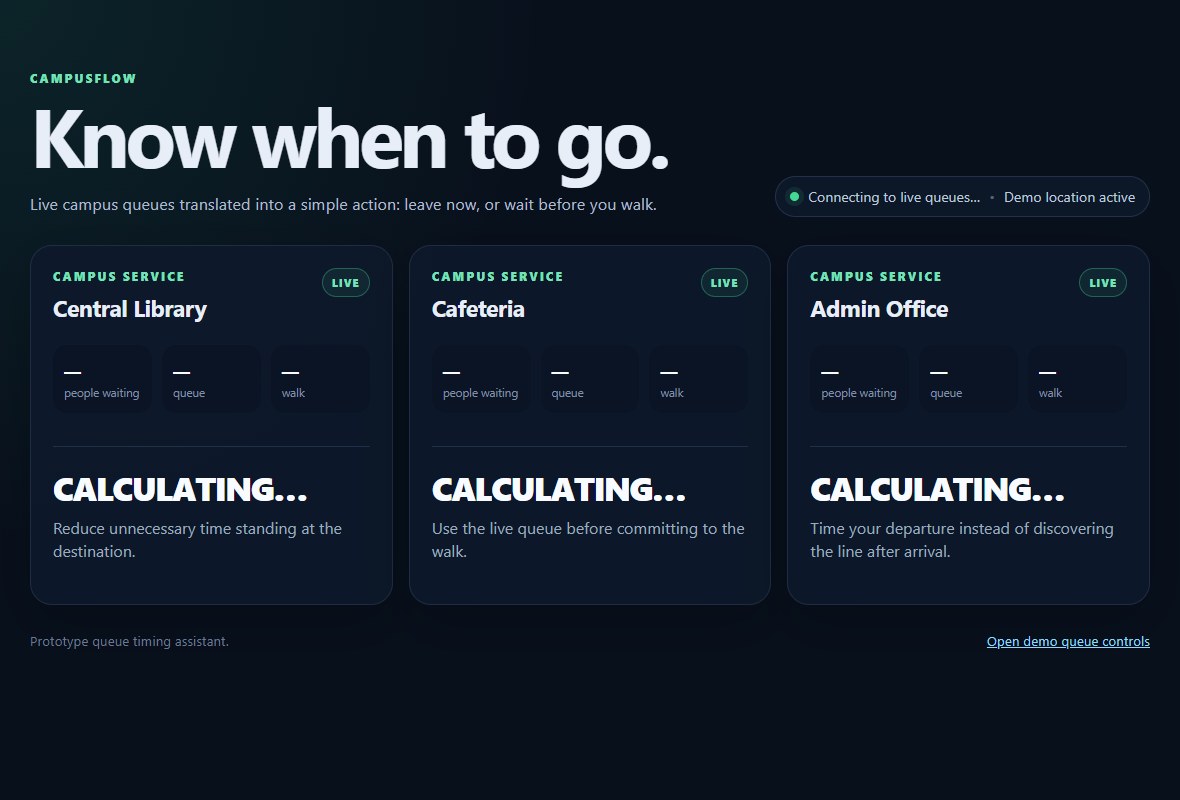 CAMPUSFLOW
Know when to go.
Live campus queues translated into a simple action: leave now, or wait before you walk.
Connecting to live queues... • Demo location active
CAMPUS SERVICE
LIVE
Central Library
—
people waiting
—
queue
—
walk
CALCULATING...
Reduce unnecessary time standing at the
destination.
CAMPUS SERVICE
LIVE
Cafeteria
—
people waiting
—
queue
—
walk
CALCULATING...
Use the live queue before committing to the
walk.
CAMPUS SERVICE
LIVE
Admin Office
—
people waiting
—
queue
—
walk
CALCULATING...
Time your departure instead of discovering
the line after arrival.
Prototype queue timing assistant.
Open demo queue controls